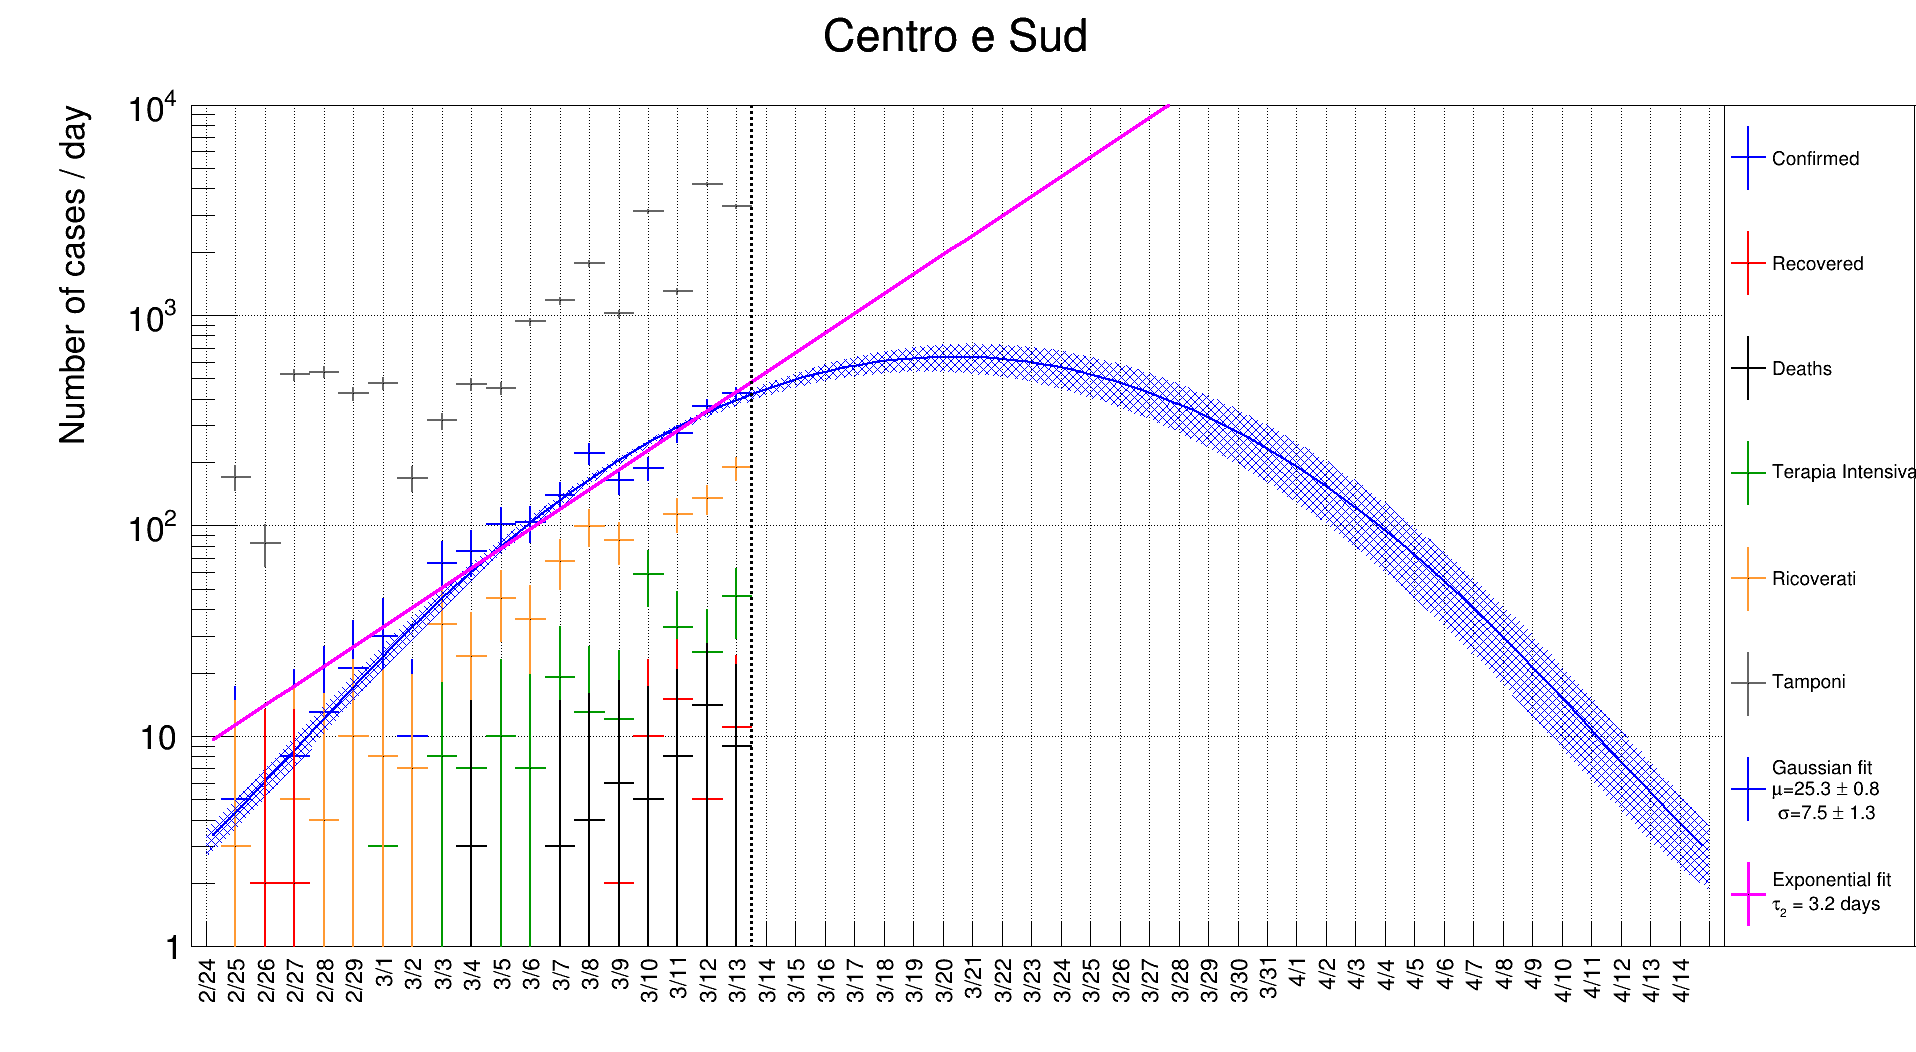 Centro e Sud
Number of cases / day
10^4
10^3
10^2
10
1
2/24 2/25 2/26 2/27 2/28 2/29 3/1 3/2 3/3 3/4 3/5 3/6 3/7 3/8 3/9 3/10 3/11 3/12 3/13 3/14 3/15 3/16 3/17 3/18 3/19 3/20 3/21 3/22 3/23 3/24 3/25 3/26 3/27 3/28 3/29 3/30 3/31 4/1 4/2 4/3 4/4 4/5 4/6 4/7 4/8 4/9 4/10 4/11 4/12 4/13 4/14
Confirmed
Recovered
Deaths
Terapia Intensiva
Ricoverati
Tamponi
Gaussian fit
μ=25.3 ± 0.8
σ=7.5 ± 1.3
Exponential fit
τ₂ = 3.2 days